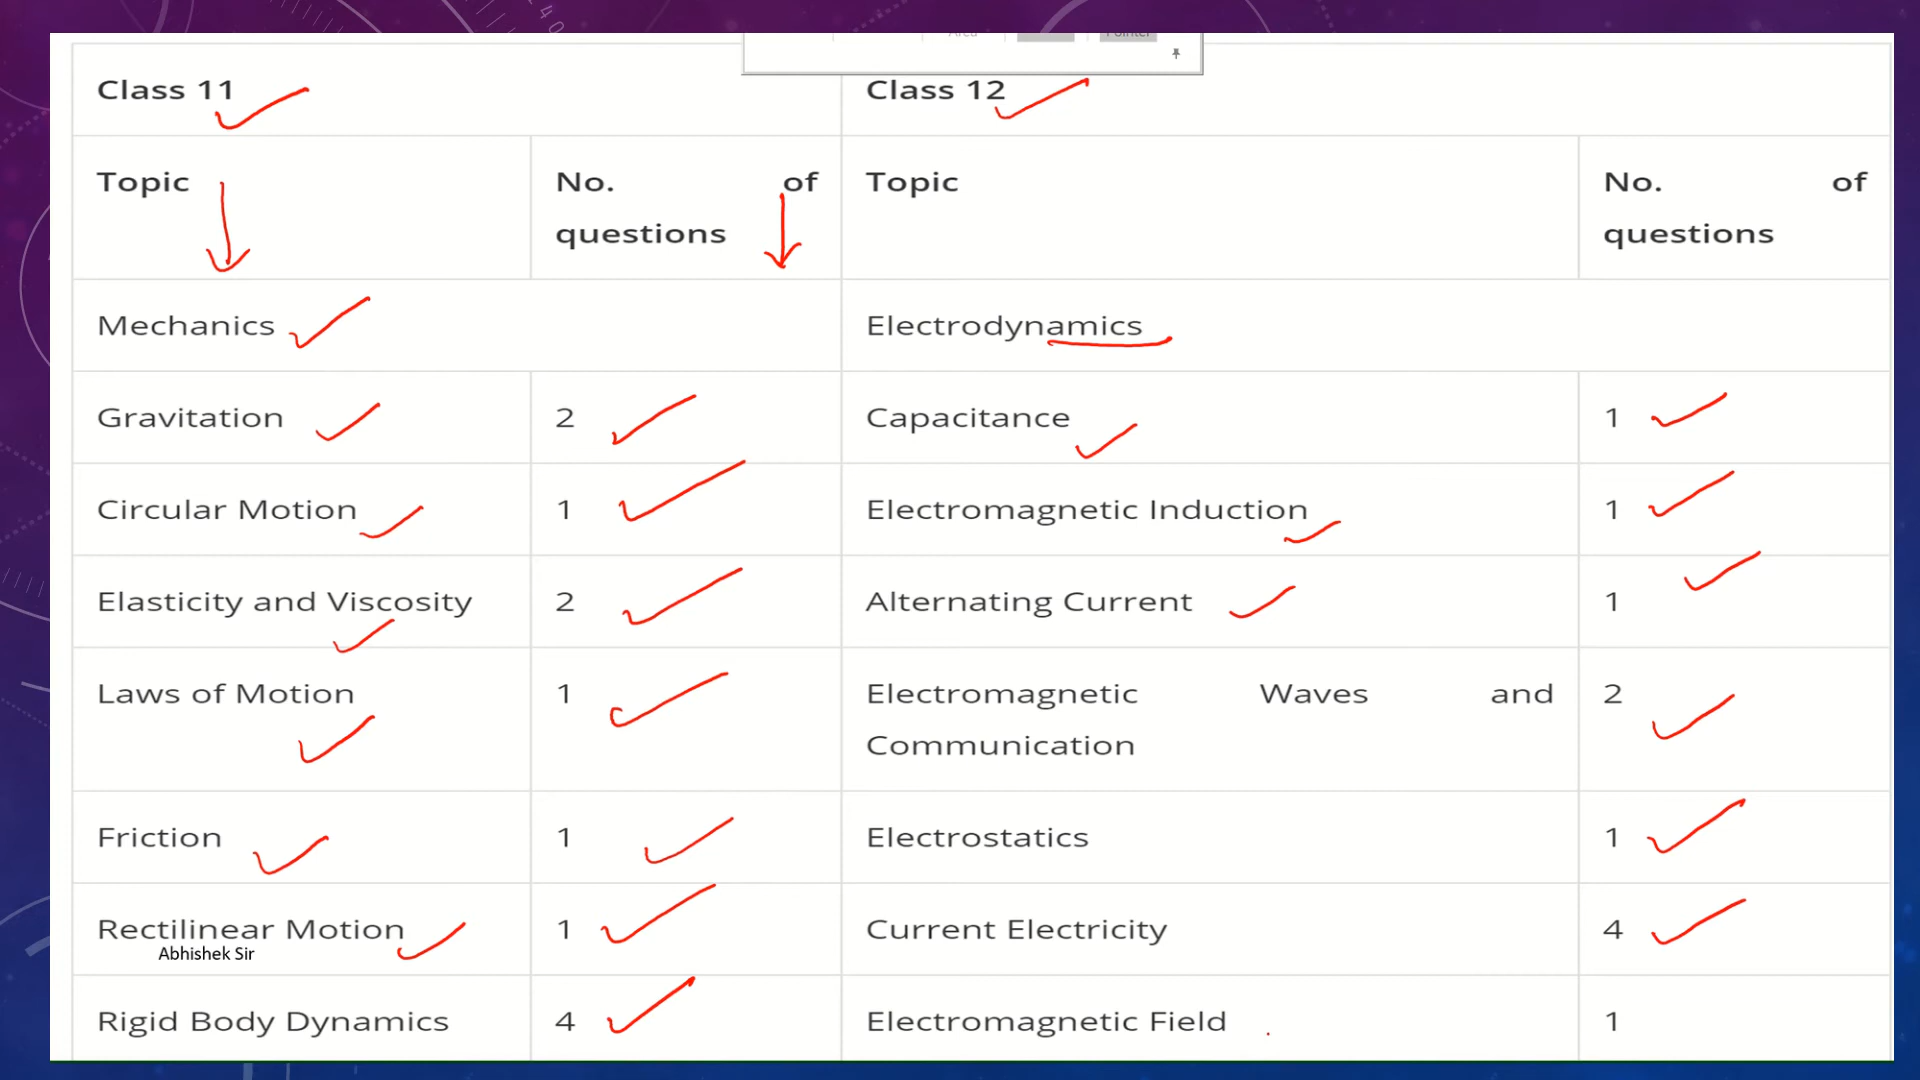 Class 11
Class 12
Topic
No. of
questions
Topic
No. of
questions
Mechanics
Electrodynamics
Gravitation
2
Capacitance
1
Circular Motion
1
Electromagnetic Induction
1
Elasticity and Viscosity
2
Alternating Current
1
Laws of Motion
1
Electromagnetic Waves and
Communication
2
Friction
1
Electrostatics
1
Rectilinear Motion
1
Current Electricity
4
Abhishek Sir
Rigid Body Dynamics
4
Electromagnetic Field
1